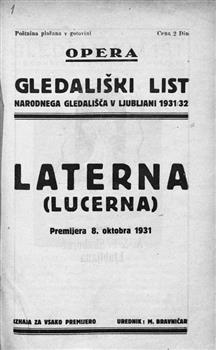 1
Poštnina plačana v gotovini Cena 2 Din
OPERA
GLEDALIŠKI LIST
NARODNEGA GLEDALIŠČA V LJUBLJANI 1931/32
LATERNA
(LUCERNA)
Premijera 8. oktobra 1931
IZHAJA ZA VSAKO PREMIJERO UREDNIK: M. BRAVNIČAR